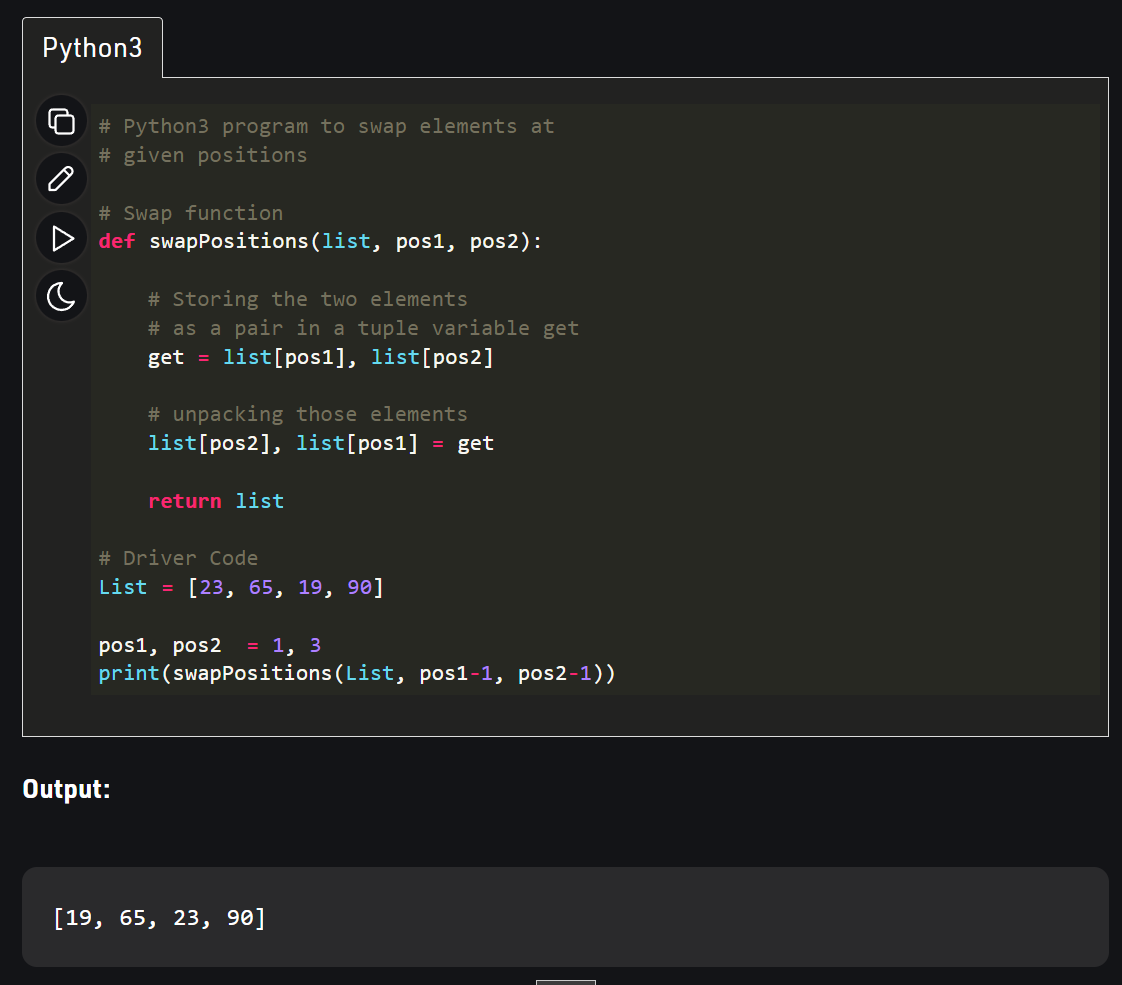 Python3
# Python3 program to swap elements at
# given positions
# Swap function
def swapPositions(list, pos1, pos2):
    # Storing the two elements
    # as a pair in a tuple variable get
    get = list[pos1], list[pos2]
    # unpacking those elements
    list[pos2], list[pos1] = get
    return list
# Driver Code
List = [23, 65, 19, 90]
pos1, pos2  = 1, 3
print(swapPositions(List, pos1-1, pos2-1))
Output:
[19, 65, 23, 90]